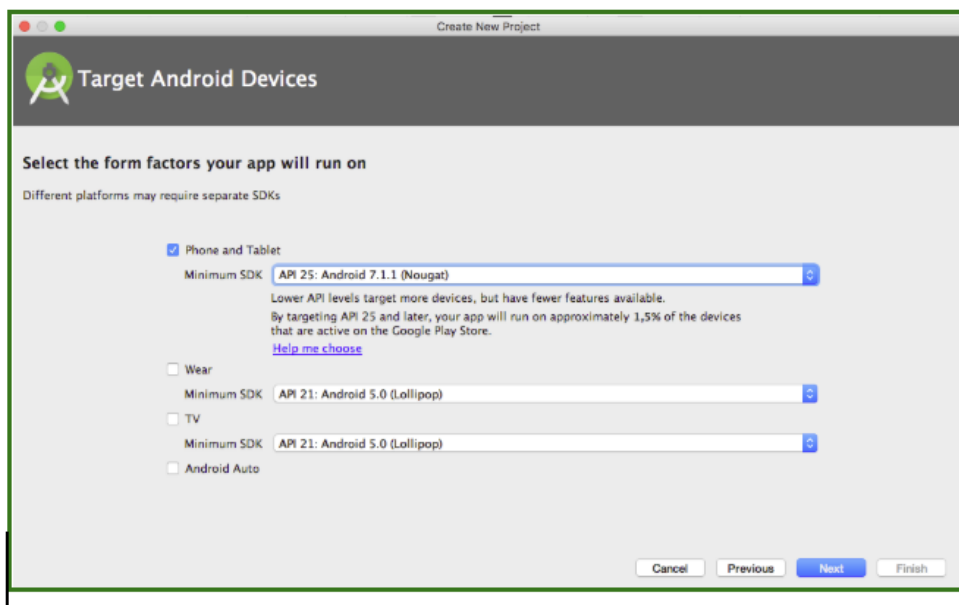 Create New Project
Target Android Devices
Select the form factors your app will run on
Different platforms may require separate SDKs
Phone and Tablet
Minimum SDK API 25: Android 7.1.1 (Nougat)
Lower API levels target more devices, but have fewer features available.
By targeting API 25 and later, your app will run on approximately 1,5% of the devices
that are active on the Google Play Store.
Help me choose
Wear
Minimum SDK API 21: Android 5.0 (Lollipop)
TV
Minimum SDK API 21: Android 5.0 (Lollipop)
Android Auto
Cancel Previous Next Finish